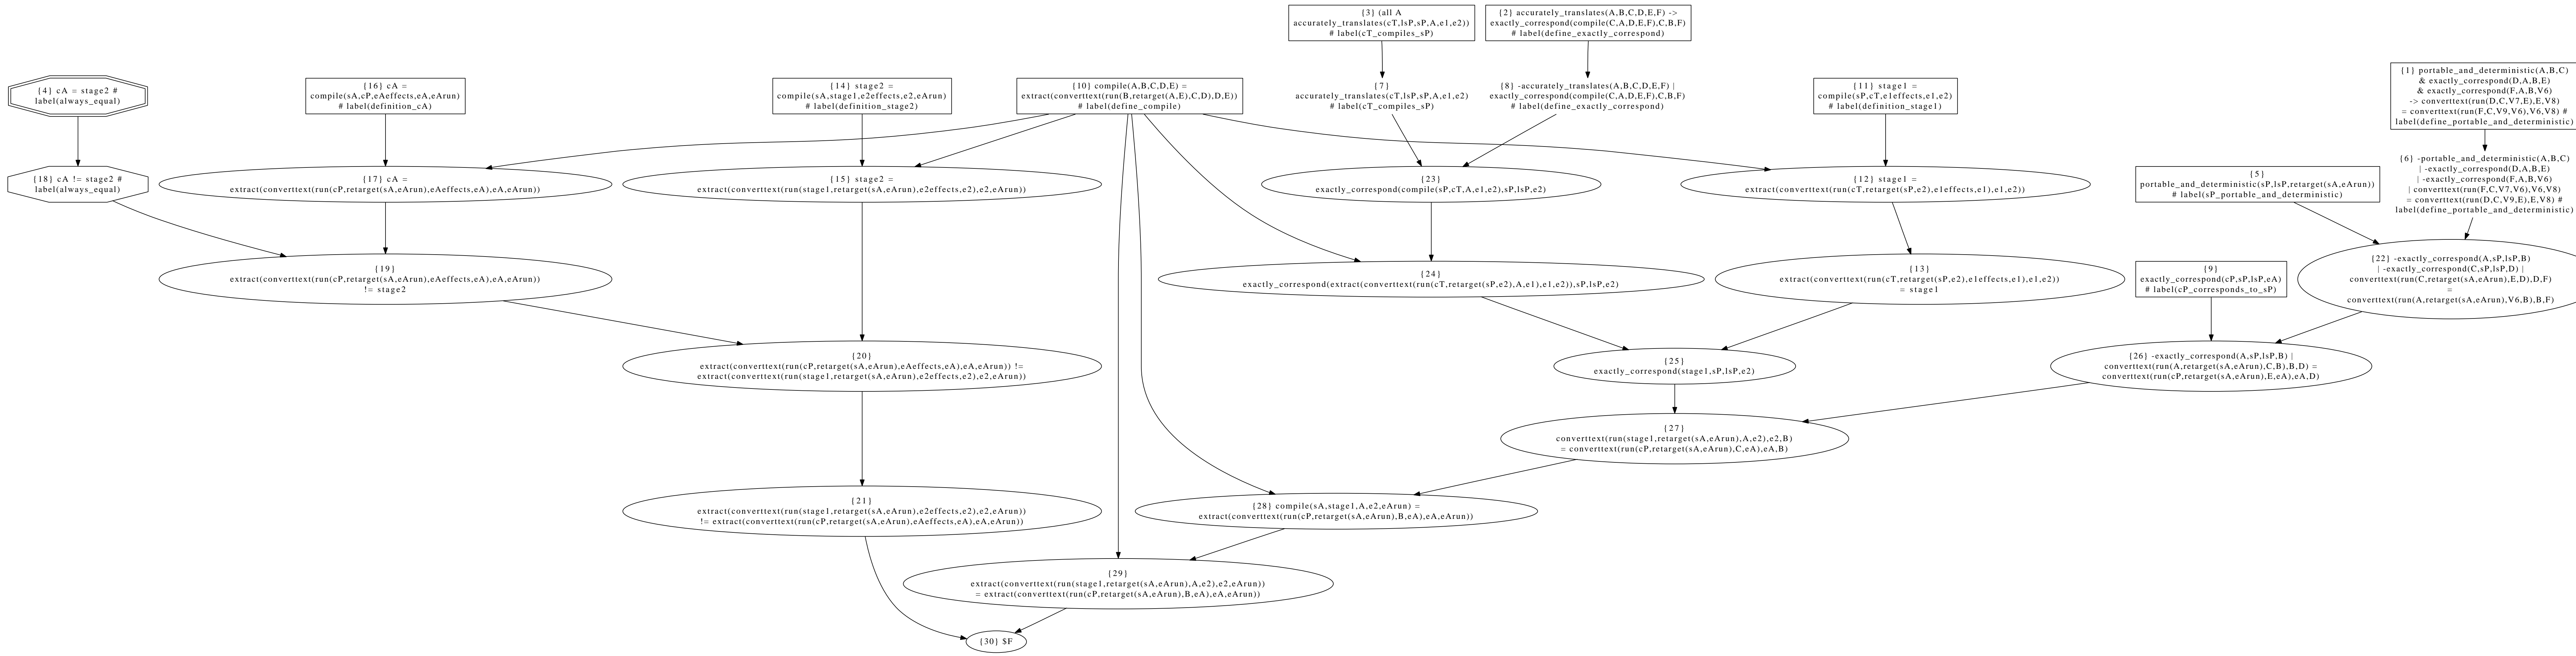 {3} (all A
accurately_translates(cT,lsP,sP,A,e1,e2))
# label(cT_compiles_sP)
{2} accurately_translates(A,B,C,D,E,F) ->
exactly_correspond(compile(C,A,D,E,F),C,B,F)
# label(define_exactly_correspond)
{4} cA = stage2 #
label(always_equal)
{16} cA =
compile(sA,cP,eAeffects,eA,eArun)
# label(definition_cA)
{14} stage2 =
compile(sA,stage1,e2effects,e2,eArun)
# label(definition_stage2)
{10} compile(A,B,C,D,E) =
extract(converttext(run(B,retarget(A,E),C,D),D,E))
# label(define_compile)
{7}
accurately_translates(cT,lsP,sP,A,e1,e2)
# label(cT_compiles_sP)
{8} -accurately_translates(A,B,C,D,E,F) |
exactly_correspond(compile(C,A,D,E,F),C,B,F)
# label(define_exactly_correspond)
{11} stage1 =
compile(sP,cT,e1effects,e1,e2)
# label(definition_stage1)
{1} portable_and_deterministic(A,B,C)
& exactly_correspond(D,A,B,E)
& exactly_correspond(F,A,B,V6)
-> converttext(run(D,C,V7,E),E,V8)
= converttext(run(F,C,V9,V6),V6,V8) #
label(define_portable_and_deterministic)
{18} cA != stage2 #
label(always_equal)
{17} cA =
extract(converttext(run(cP,retarget(sA,eArun),eAeffects,eA),eA,eArun))
{15} stage2 =
extract(converttext(run(stage1,retarget(sA,eArun),e2effects,e2),e2,eArun))
{23}
exactly_correspond(compile(sP,cT,A,e1,e2),sP,lsP,e2)
{12} stage1 =
extract(converttext(run(cT,retarget(sP,e2),e1effects,e1),e1,e2))
{5}
portable_and_deterministic(sP,lsP,retarget(sA,eArun))
# label(sP_portable_and_deterministic)
{6} -portable_and_deterministic(A,B,C)
| -exactly_correspond(D,A,B,E)
| -exactly_correspond(F,A,B,V6)
| converttext(run(F,C,V7,V6),V6,V8)
= converttext(run(D,C,V9,E),E,V8) #
label(define_portable_and_deterministic)
{19}
extract(converttext(run(cP,retarget(sA,eArun),eAeffects,eA),eA,eArun))
!= stage2
{24}
exactly_correspond(extract(converttext(run(cT,retarget(sP,e2),A,e1),e1,e2)),sP,lsP,e2)
{13}
extract(converttext(run(cT,retarget(sP,e2),e1effects,e1),e1,e2))
= stage1
{9}
exactly_correspond(cP,sP,lsP,eA)
# label(cP_corresponds_to_sP)
{22} -exactly_correspond(A,sP,lsP,B)
| -exactly_correspond(C,sP,lsP,D) |
converttext(run(C,retarget(sA,eArun),E,D),D,F)
=
converttext(run(A,retarget(sA,eArun),V6,B),B,F)
{20}
extract(converttext(run(cP,retarget(sA,eArun),eAeffects,eA),eA,eArun)) !=
extract(converttext(run(stage1,retarget(sA,eArun),e2effects,e2),e2,eArun))
{25}
exactly_correspond(stage1,sP,lsP,e2)
{26} -exactly_correspond(A,sP,lsP,B) |
converttext(run(A,retarget(sA,eArun),C,B),B,D) =
converttext(run(cP,retarget(sA,eArun),E,eA),eA,D)
{27}
converttext(run(stage1,retarget(sA,eArun),A,e2),e2,B)
= converttext(run(cP,retarget(sA,eArun),C,eA),eA,B)
{21}
extract(converttext(run(stage1,retarget(sA,eArun),e2effects,e2),e2,eArun))
!= extract(converttext(run(cP,retarget(sA,eArun),eAeffects,eA),eA,eArun))
{28} compile(sA,stage1,A,e2,eArun) =
extract(converttext(run(cP,retarget(sA,eArun),B,eA),eA,eArun))
{29}
extract(converttext(run(stage1,retarget(sA,eArun),A,e2),e2,eArun))
= extract(converttext(run(cP,retarget(sA,eArun),B,eA),eA,eArun))
{30} $F